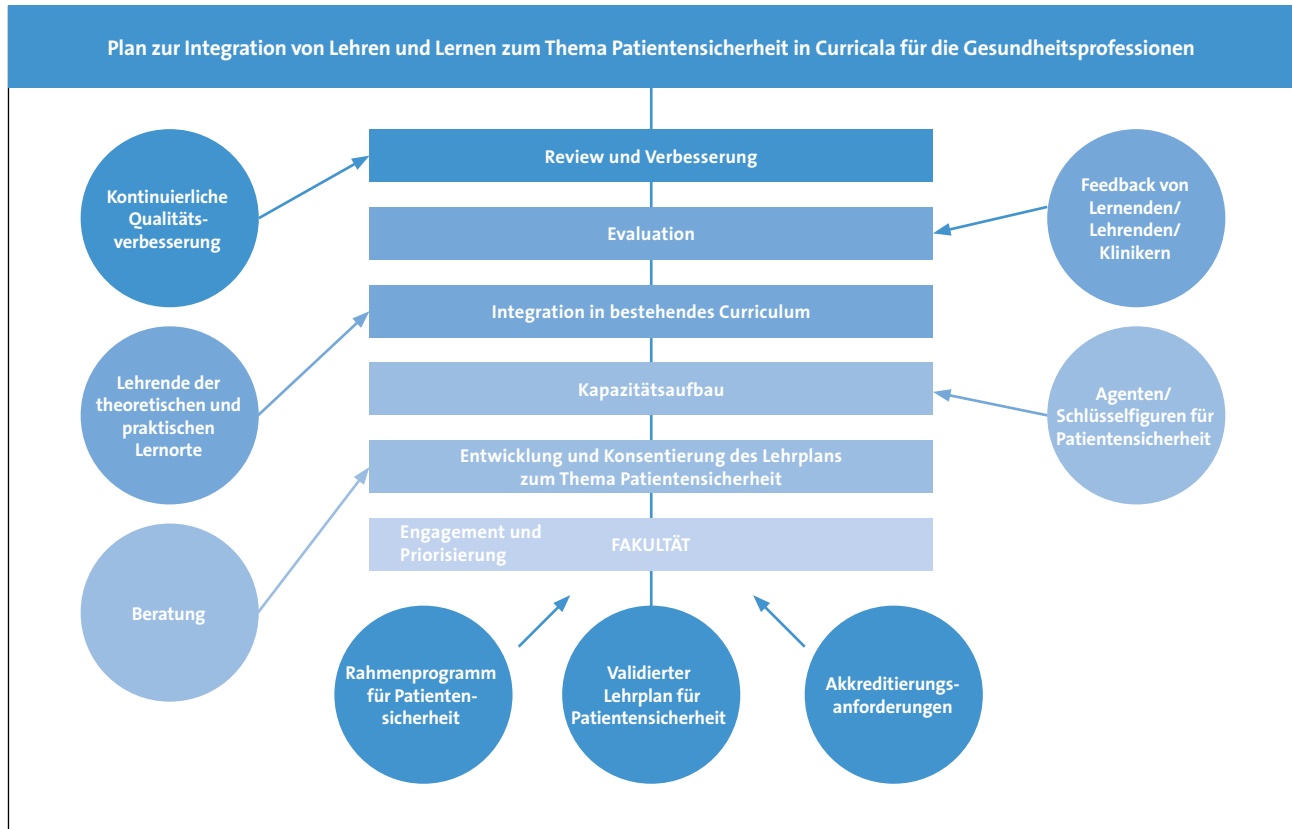 Plan zur Integration von Lehren und Lernen zum Thema Patientensicherheit in Curricala für die Gesundheitsprofessionen
Review und Verbesserung
Kontinuierliche
Qualitäts-
verbesserung
Feedback von
Lernenden/
Lehrenden/
Klinikern
Evaluation
Integration in bestehendes Curriculum
Lehrende der
theoretischen und
praktischen
Lernorte
Kapazitätsaufbau
Agenten/
Schlüsselfiguren für
Patientensicherheit
Entwicklung und Konsentierung des Lehrplans
zum Thema Patientensicherheit
Engagement und
Priorisierung
FAKULTÄT
Beratung
Rahmenprogramm
für Patienten-
sicherheit
Validierter
Lehrplan für
Patientensicherheit
Akkreditierungs-
anforderungen